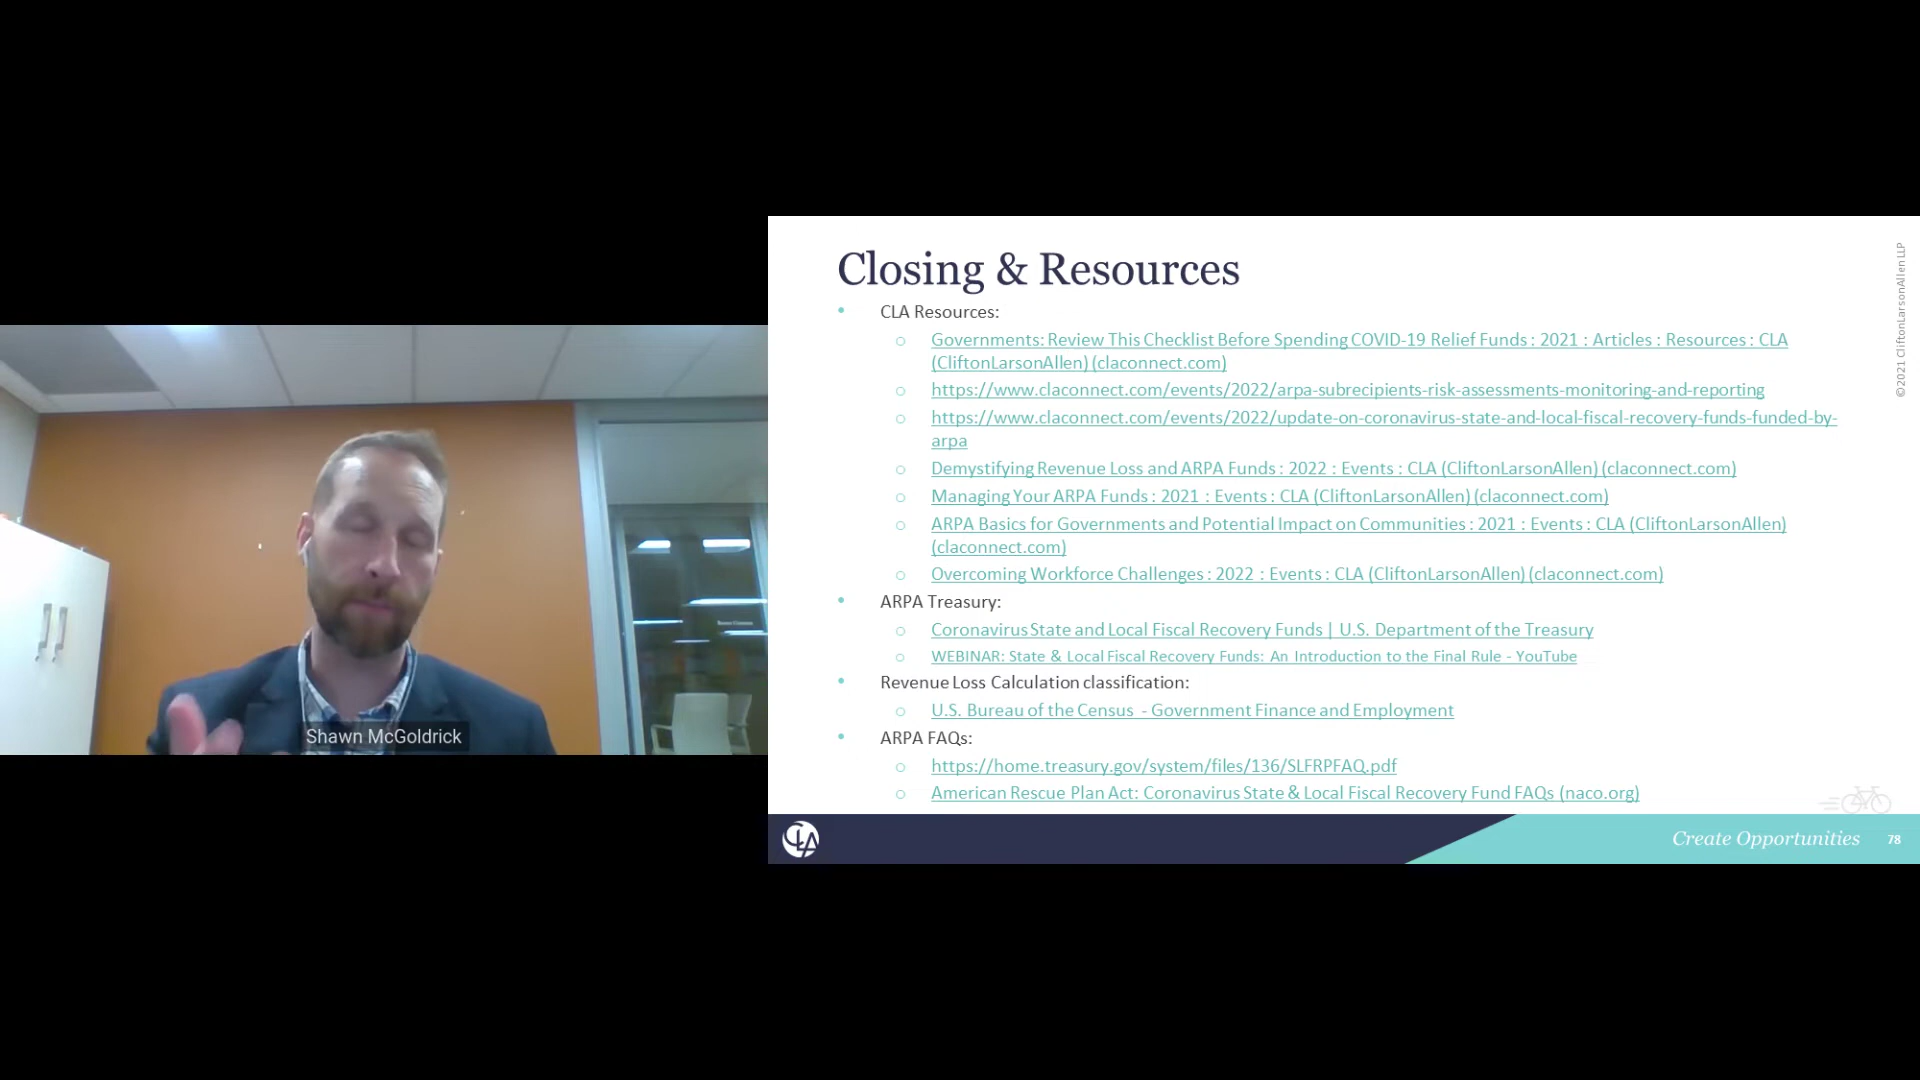 Shawn McGoldrick
Closing & Resources
• CLA Resources:
○ Governments: Review This Checklist Before Spending COVID-19 Relief Funds : 2021 : Articles : Resources : CLA
(CliftonLarsonAllen) (claconnect.com)
○ https://www.claconnect.com/events/2022/arpa-subrecipients-risk-assessments-monitoring-and-reporting
○ https://www.claconnect.com/events/2022/update-on-coronavirus-state-and-local-fiscal-recovery-funds-funded-by-
arpa
○ Demystifying Revenue Loss and ARPA Funds : 2022 : Events : CLA (CliftonLarsonAllen) (claconnect.com)
○ Managing Your ARPA Funds : 2021 : Events : CLA (CliftonLarsonAllen) (claconnect.com)
○ ARPA Basics for Governments and Potential Impact on Communities : 2021 : Events : CLA (CliftonLarsonAllen)
(claconnect.com)
○ Overcoming Workforce Challenges : 2022 : Events : CLA (CliftonLarsonAllen) (claconnect.com)
• ARPA Treasury:
○ Coronavirus State and Local Fiscal Recovery Funds | U.S. Department of the Treasury
○ WEBINAR: State & Local Fiscal Recovery Funds: An Introduction to the Final Rule - YouTube
• Revenue Loss Calculation classification:
○ U.S. Bureau of the Census - Government Finance and Employment
• ARPA FAQs:
○ https://home.treasury.gov/system/files/136/SLFRPFAQ.pdf
○ American Rescue Plan Act: Coronavirus State & Local Fiscal Recovery Fund FAQs (naco.org)
©2021 CliftonLarsonAllen LLP
CLA
Create Opportunities
78